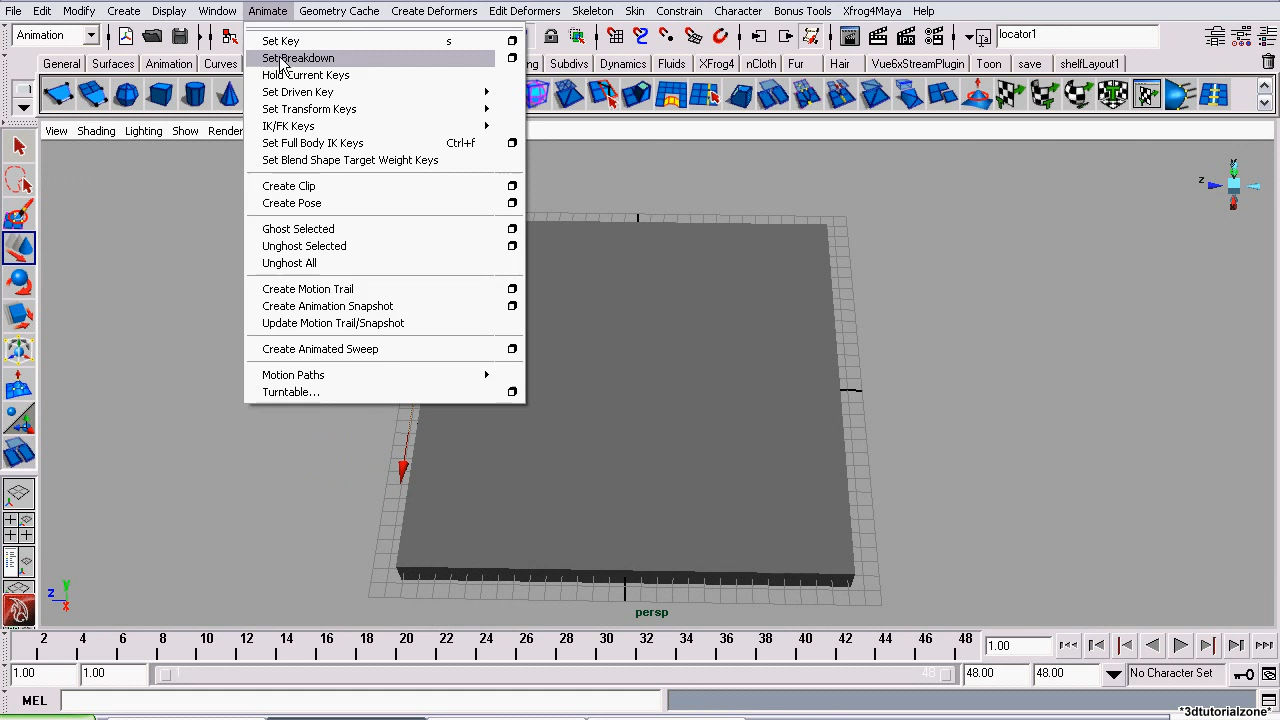 File Edit Modify Create Display Window Animate Geometry Cache Create Deformers Edit Deformers Skeleton Skin Constrain Character Bonus Tools Xfrog4Maya Help
Animation
locator1
General Surfaces Animation Curves Subdivs Dynamics Fluids XFrog4 nCloth Fur Hair Vue6xStreamPlugin Toon save shelfLayout1
Set Key s
Set Breakdown
Hold Current Keys
Set Driven Key
Set Transform Keys
IK/FK Keys
Set Full Body IK Keys Ctrl+f
Set Blend Shape Target Weight Keys
Create Clip
Create Pose
Ghost Selected
Unghost Selected
Unghost All
Create Motion Trail
Create Animation Snapshot
Update Motion Trail/Snapshot
Create Animated Sweep
Motion Paths
Turntable...
View Shading Lighting Show Render
y
z
y
z x
persp
2 4 6 8 10 12 14 16 18 20 22 24 26 28 30 32 34 36 38 40 42 44 46 48 1.00
1.00 1.00 1 48 48.00 48.00 No Character Set
MEL
*3dtutorialzone*